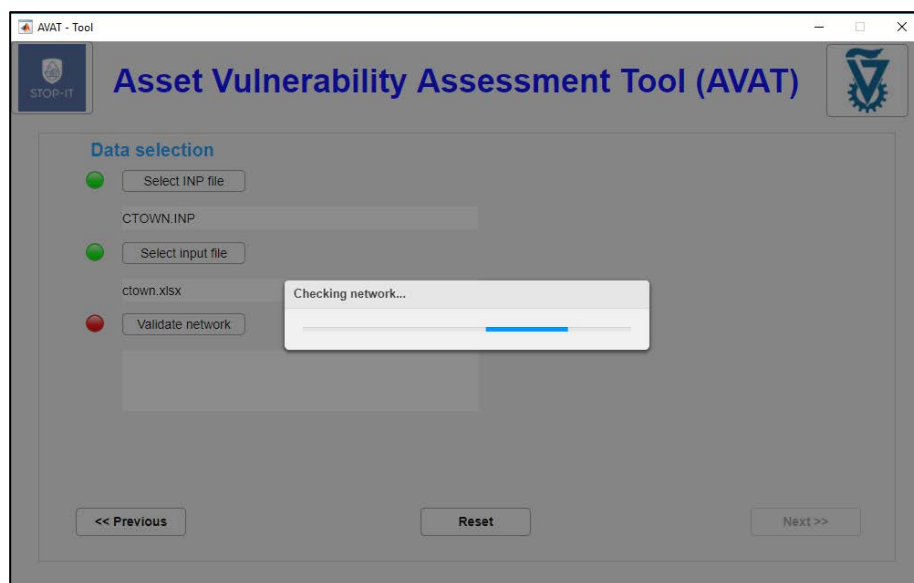 AVAT - Tool
STOP-IT
Asset Vulnerability Assessment Tool (AVAT)
Data selection
Select INP file
CTOWN.INP
Select input file
ctown.xlsx
Checking network...
Validate network
<< Previous
Reset
Next >>